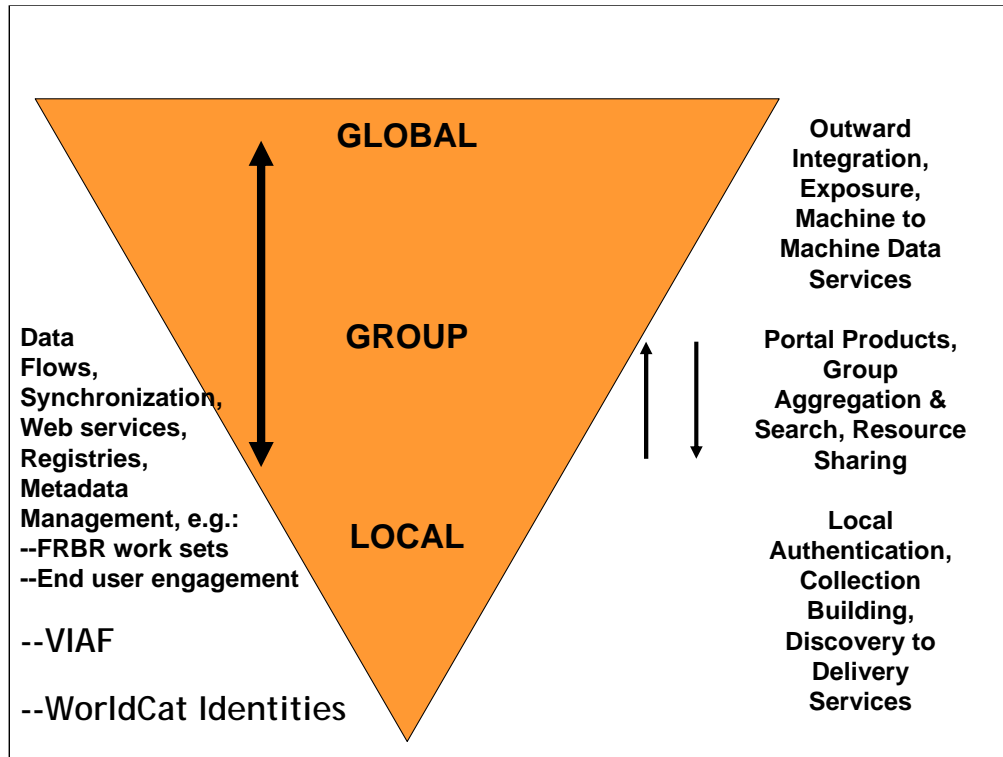 GLOBAL
GROUP
LOCAL
Data
Flows,
Synchronization,
Web services,
Registries,
Metadata
Management, e.g.:
--FRBR work sets
--End user engagement
--VIAF
--WorldCat Identities
Outward
Integration,
Exposure,
Machine to
Machine Data
Services
Portal Products,
Group
Aggregation &
Search, Resource
Sharing
Local
Authentication,
Collection
Building,
Discovery to
Delivery
Services